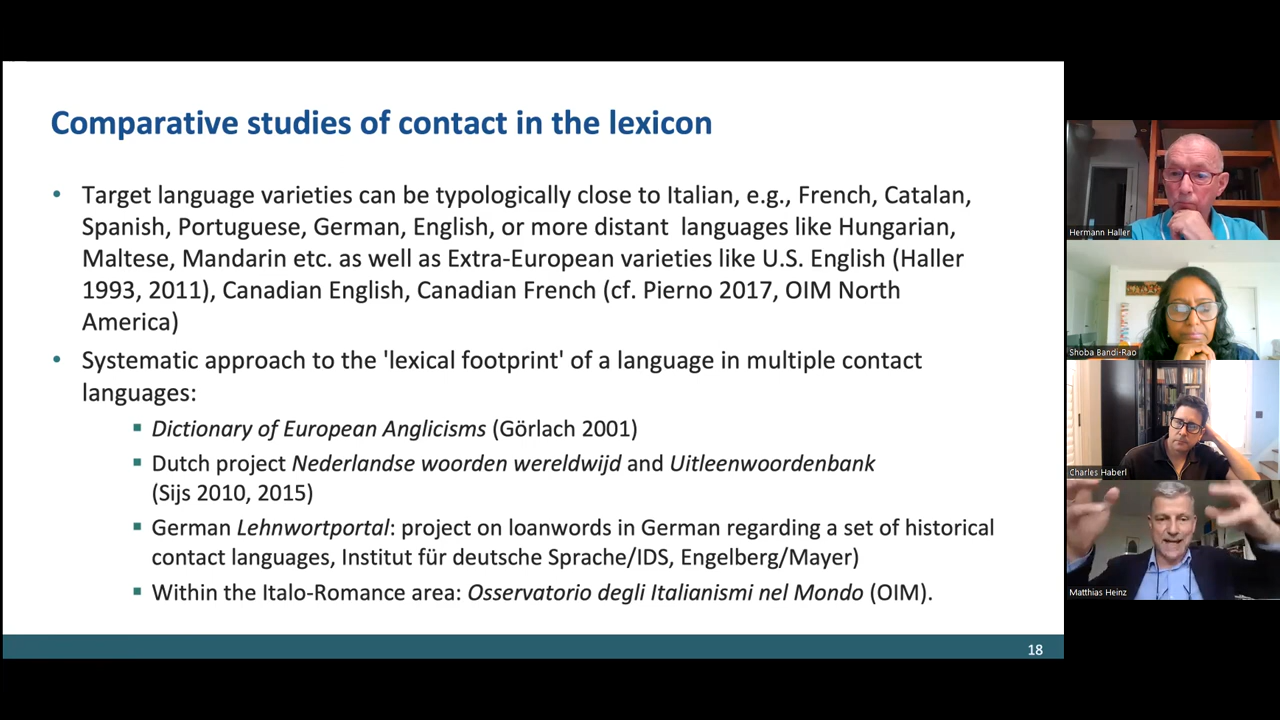 Comparative studies of contact in the lexicon
• Target language varieties can be typologically close to Italian, e.g., French, Catalan,
Spanish, Portuguese, German, English, or more distant languages like Hungarian,
Maltese, Mandarin etc. as well as Extra-European varieties like U.S. English (Haller
1993, 2011), Canadian English, Canadian French (cf. Pierno 2017, OIM North
America)
• Systematic approach to the 'lexical footprint' of a language in multiple contact
languages:
▪ Dictionary of European Anglicisms (Görlach 2001)
▪ Dutch project Nederlandse woorden wereldwijd and Uitleenwoordenbank
(Sijs 2010, 2015)
▪ German Lehnwortportal: project on loanwords in German regarding a set of historical
contact languages, Institut für deutsche Sprache/IDS, Engelberg/Mayer)
▪ Within the Italo-Romance area: Osservatorio degli Italianismi nel Mondo (OIM).
18
Hermann Haller
Shoba Bandi-Rao
Charles Haberl
Matthias Heinz